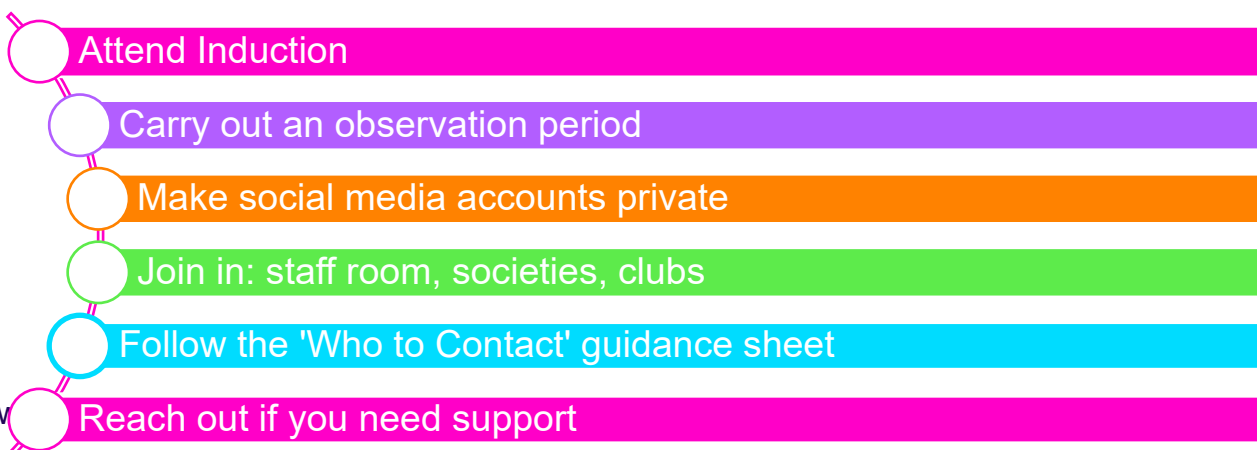 Attend Induction
Carry out an observation period
Make social media accounts private
Join in: staff room, societies, clubs
Follow the 'Who to Contact' guidance sheet
Reach out if you need support